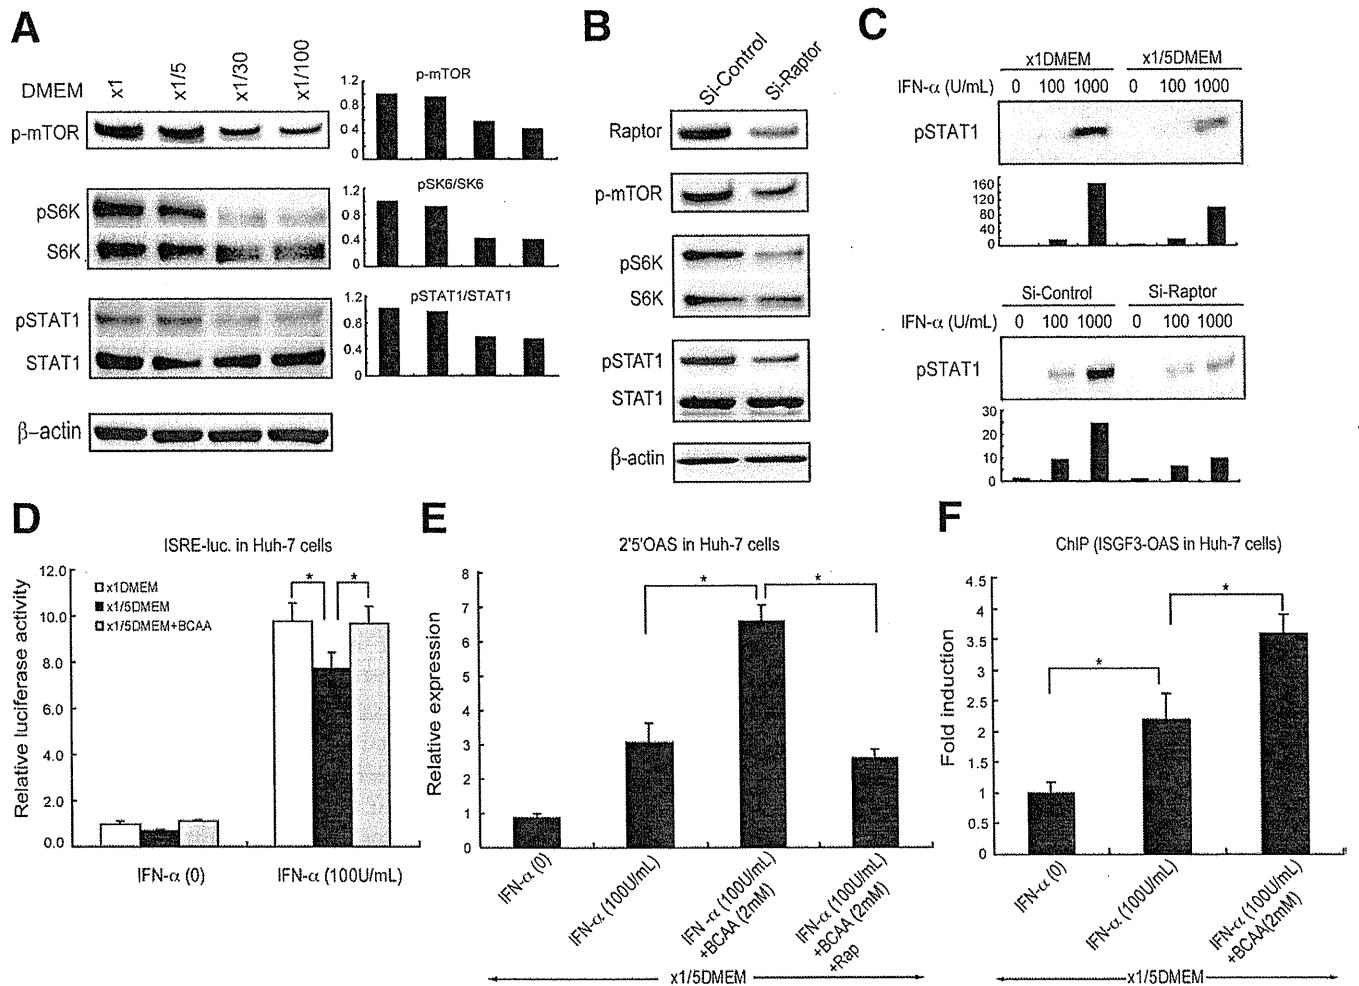 A
DMEM x1 x1/5 x1/30 x1/100
p-mTOR
pS6K
S6K
pSTAT1
STAT1
β–actin
p-mTOR
1.2
0.8
0.4
0
pSK6/SK6
1.2
0.8
0.4
0
pSTAT1/STAT1
1.2
0.8
0.4
0
B
Si-Control Si-Raptor
Raptor
p-mTOR
pS6K
S6K
pSTAT1
STAT1
β-actin
C
x1DMEM x1/5DMEM
IFN-α (U/mL) 0 100 1000 0 100 1000
pSTAT1
160
120
80
40
0
Si-Control Si-Raptor
IFN-α (U/mL) 0 100 1000 0 100 1000
pSTAT1
30
20
10
0
D
ISRE-luc. in Huh-7 cells
Relative luciferase activity
12.0
10.0
8.0
6.0
4.0
2.0
0.0
x1DMEM
x1/5DMEM
x1/5DMEM+BCAA
* *
IFN-α (0) IFN-α (100U/mL)
E
2'5'OAS in Huh-7 cells
Relative expression
8
7
6
5
4
3
2
1
0
* *
IFN-α (0)
IFN-α (100U/mL)
IFN -α (100U/mL)
+BCAA (2mM)
IFN-α (100U/mL)
+BCAA (2mM)
+Rap
x1/5DMEM
F
ChIP (ISGF3-OAS in Huh-7 cells)
Fold induction
4.5
4
3.5
3
2.5
2
1.5
1
0.5
0
* *
IFN-α (0)
IFN-α (100U/mL)
IFN-α (100U/mL)
+BCAA(2mM)
x1/5DMEM